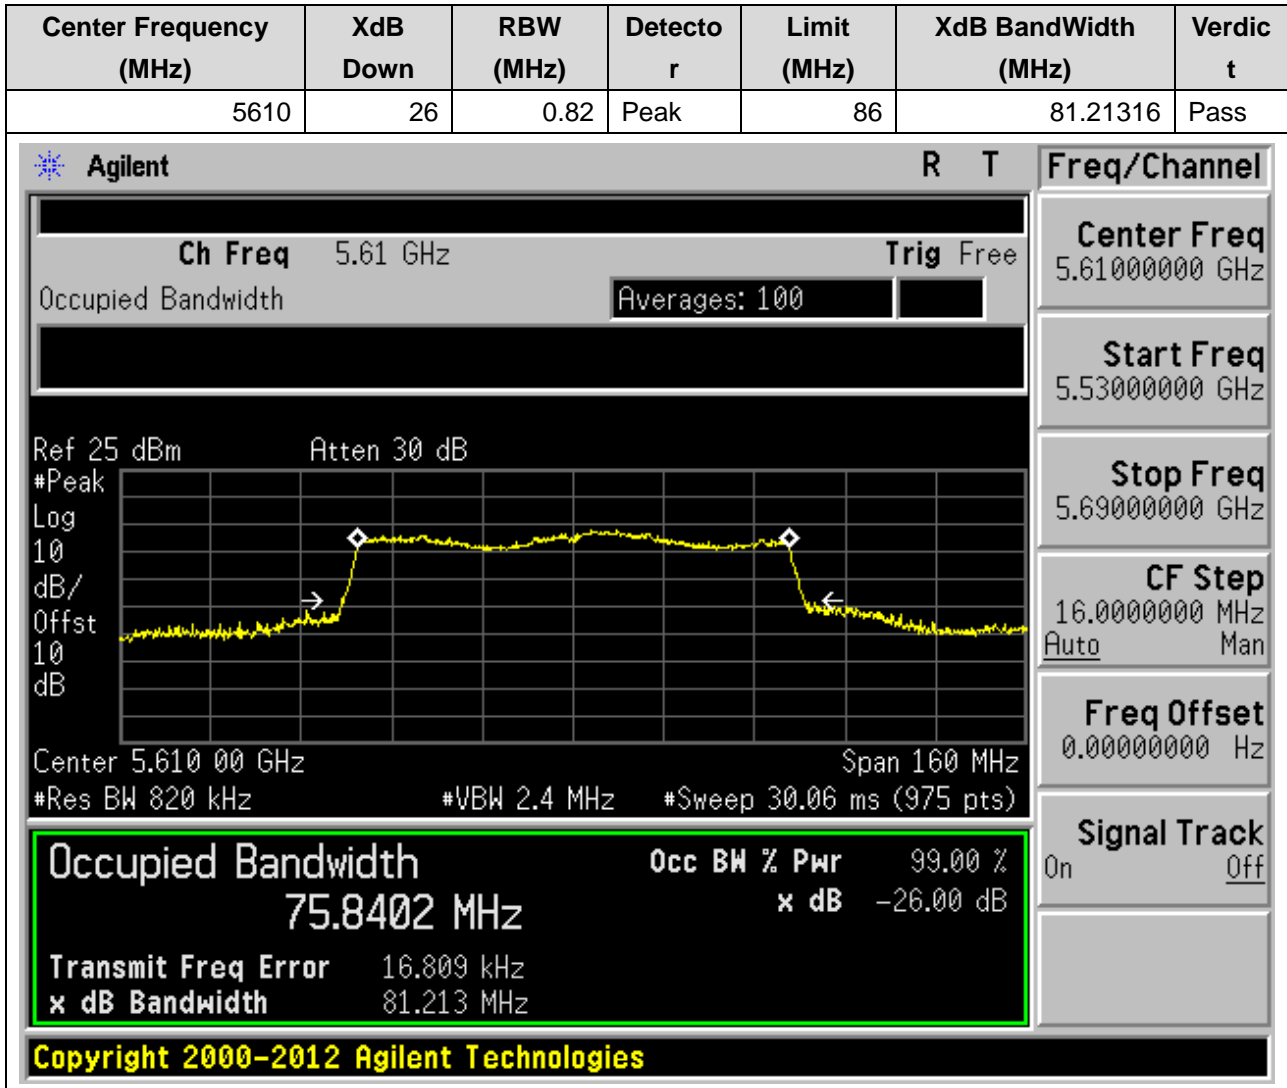 Center Frequency (MHz) XdB Down RBW (MHz) Detecto r Limit (MHz) XdB BandWidth (MHz) Verdic t
5610 26 0.82 Peak 86 81.21316 Pass
Agilent R T Freq/Channel
Ch Freq 5.61 GHz Trig Free
Occupied Bandwidth Averages: 100
Center Freq
5.61000000 GHz
Start Freq
5.53000000 GHz
Stop Freq
5.69000000 GHz
CF Step
16.0000000 MHz
Auto Man
Freq Offset
0.00000000 Hz
Signal Track
On Off
Ref 25 dBm Atten 30 dB
#Peak
Log
10
dB/
Offst
10
dB
Center 5.610 00 GHz Span 160 MHz
#Res BW 820 kHz #VBW 2.4 MHz #Sweep 30.06 ms (975 pts)
Occupied Bandwidth Occ BW % Pwr 99.00 %
75.8402 MHz x dB -26.00 dB
Transmit Freq Error 16.809 kHz
x dB Bandwidth 81.213 MHz
Copyright 2000-2012 Agilent Technologies